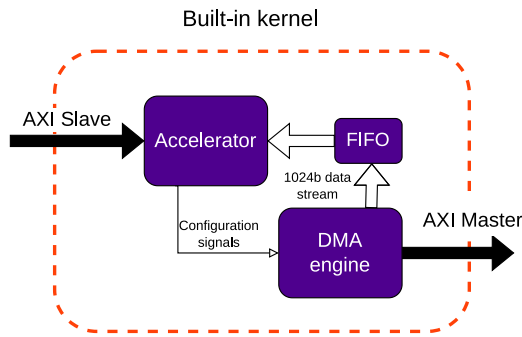 Built-in kernel
AXI Slave
Accelerator
FIFO
1024b data
stream
Configuration
signals
DMA
engine
AXI Master